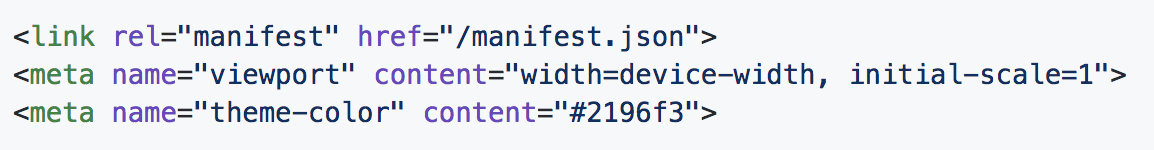 <link rel="manifest" href="/manifest.json">
<meta name="viewport" content="width=device-width, initial-scale=1">
<meta name="theme-color" content="#2196f3">